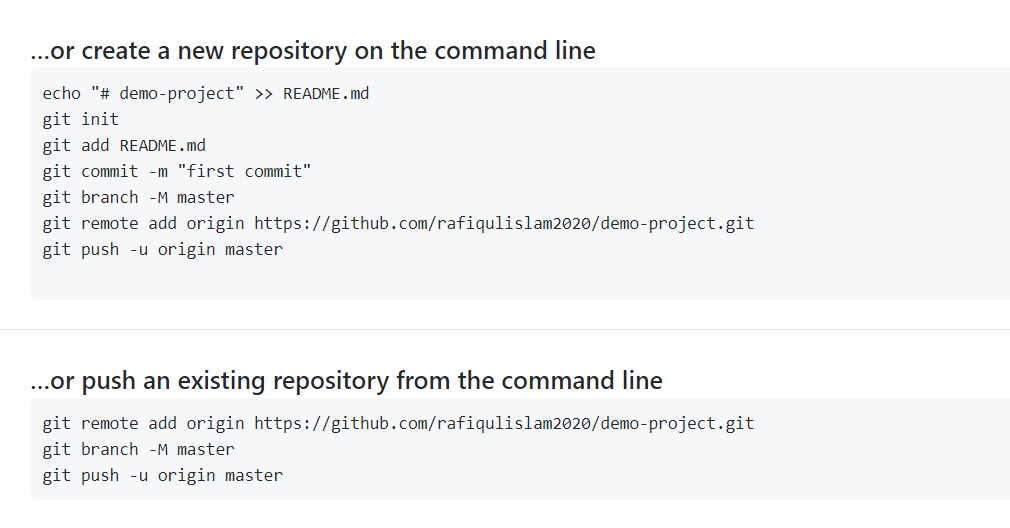 ...or create a new repository on the command line
echo "# demo-project" >> README.md
git init
git add README.md
git commit -m "first commit"
git branch -M master
git remote add origin https://github.com/rafiqulislam2020/demo-project.git
git push -u origin master
...or push an existing repository from the command line
git remote add origin https://github.com/rafiqulislam2020/demo-project.git
git branch -M master
git push -u origin master